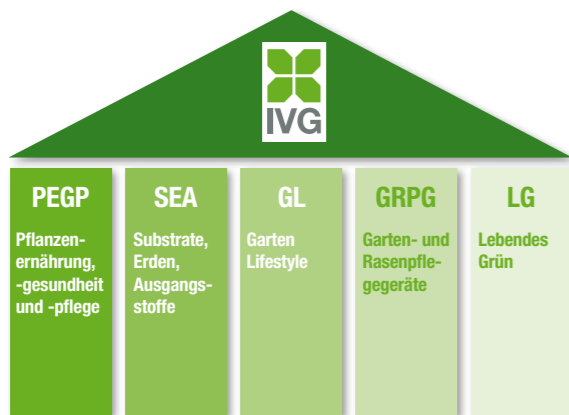 IVG
PEGP
Pflanzen-
ernährung,
-gesundheit
und -pflege
SEA
Substrate,
Erden,
Ausgangs-
stoffe
GL
Garten
Lifestyle
GRPG
Garten- und
Rasenpfle-
gegeräte
LG
Lebendes
Grün